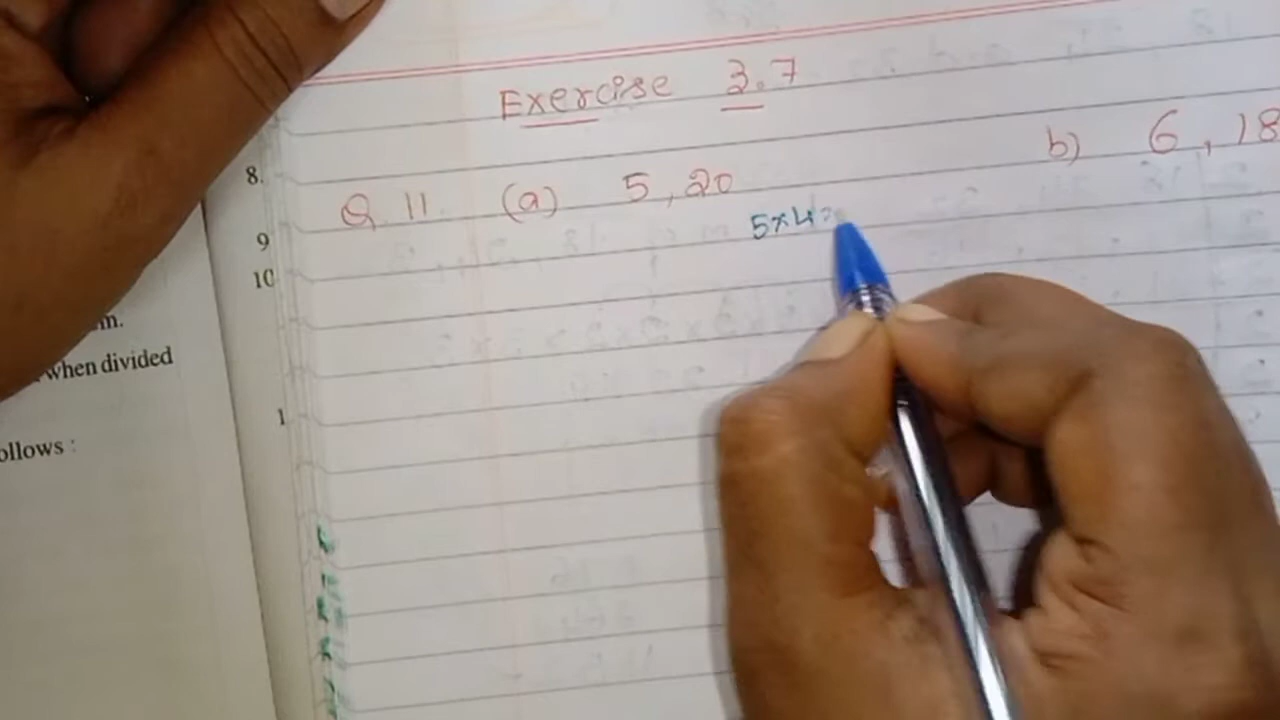 Exercise 3.7
8.
b) 6, 18
Q 11 (a) 5, 20
9
5×4=
10
when divided
1
ollows :